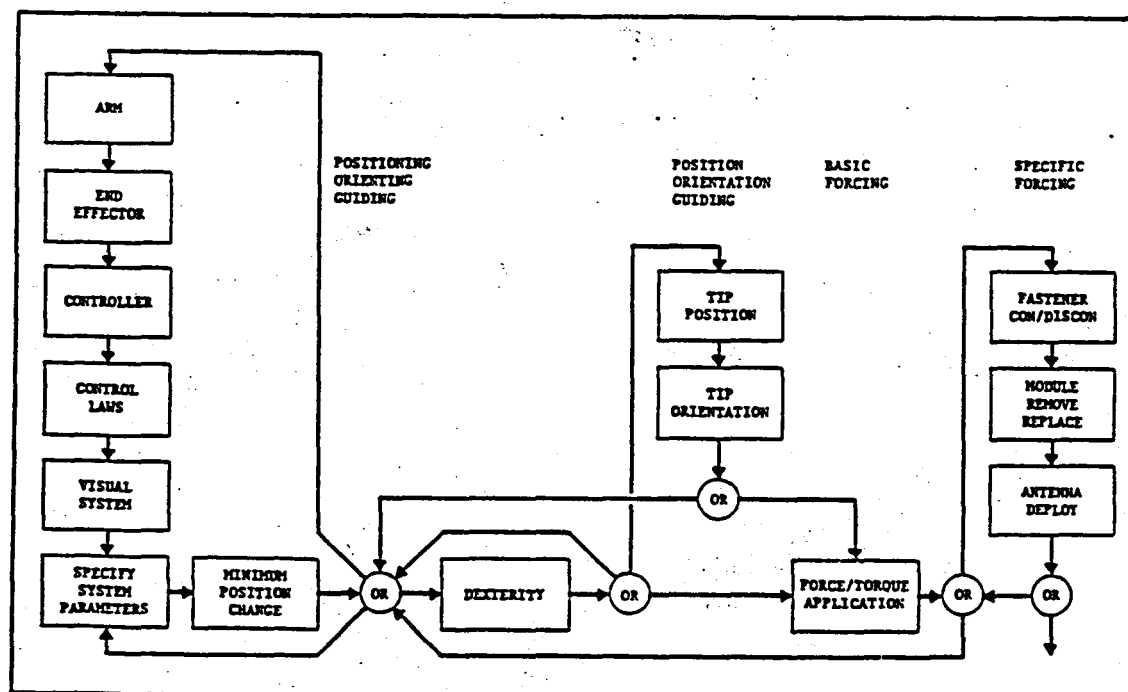 ARM
END
EFFECTOR
CONTROLLER
CONTROL
LAWS
VISUAL
SYSTEM
SPECIFY
SYSTEM
PARAMETERS
MINIMUM
POSITION
CHANGE
POSITIONING
ORIENTING
GUIDING
OR
DEXTERITY
OR
POSITION
ORIENTATION
GUIDING
TIP
POSITION
TIP
ORIENTATION
OR
BASIC
FORCING
FORCE/TORQUE
APPLICATION
OR
SPECIFIC
FORCING
FASTENER
CON/DISCON
MODULE
REMOVE
REPLACE
ANTENNA
DEPLOY
OR